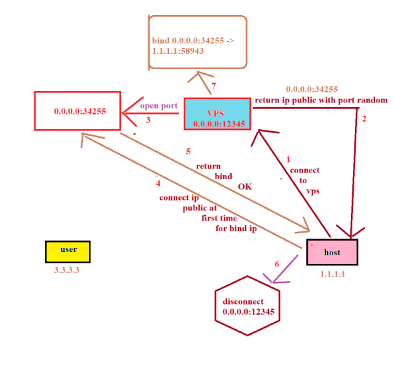 bind 0.0.0.0:34255 ->
1.1.1.1:58943
7
0.0.0.0:34255
open port
3
VPS
0.0.0.0:12345
0.0.0.0:34255
return ip public with port random
2
1
connect
to
vps
5
return
bind
OK
4
connect ip
public at
first time
for bind ip
user
3.3.3.3
host
1.1.1.1
6
disconnect
0.0.0.0:12345